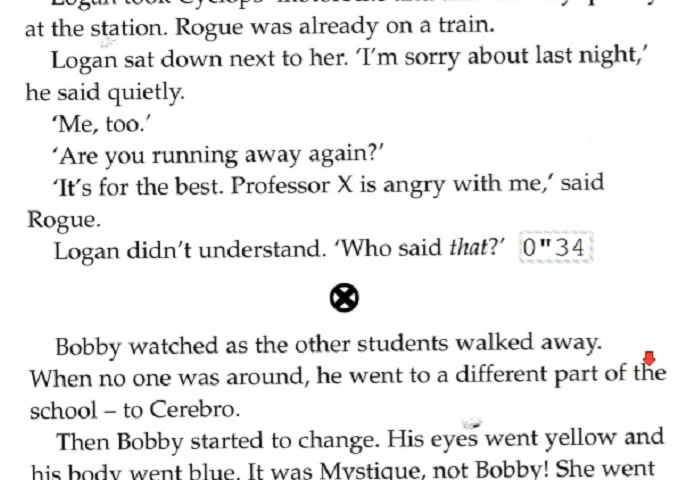 at the station. Rogue was already on a train.
Logan sat down next to her. 'I'm sorry about last night,'
he said quietly.
'Me, too.'
'Are you running away again?'
'It's for the best. Professor X is angry with me,' said
Rogue.
Logan didn't understand. 'Who said that?' 0"34
Bobby watched as the other students walked away.
When no one was around, he went to a different part of the
school – to Cerebro.
Then Bobby started to change. His eyes went yellow and
his body went blue. It was Mystique, not Bobby! She went